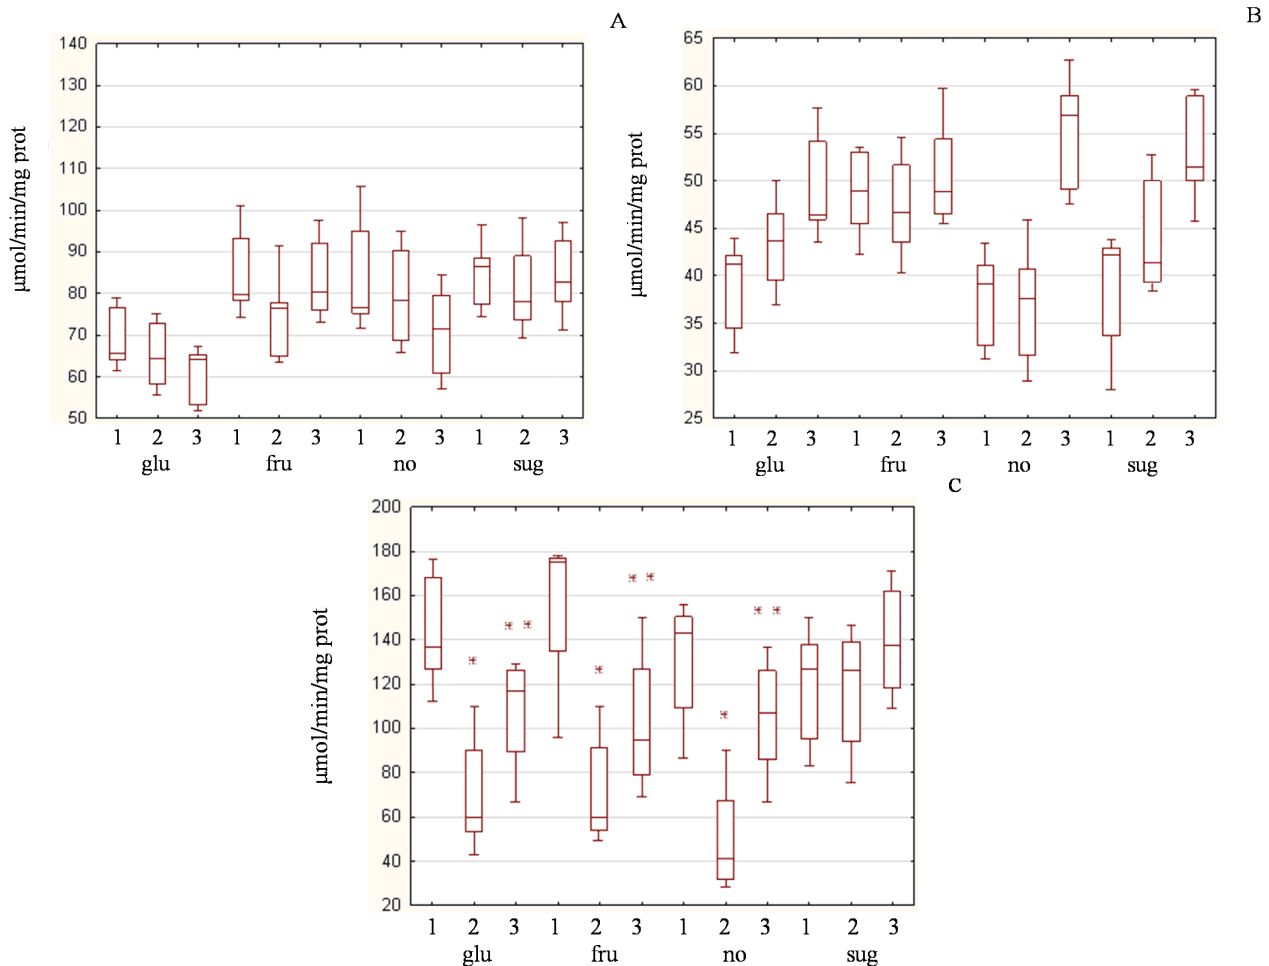 A
140
130
120
110
100
90
80
70
60
50
µmol/min/mg prot
1 2 3 1 2 3 1 2 3 1 2 3
glu fru no sug
B
65
60
55
50
45
40
35
30
25
µmol/min/mg prot
1 2 3 1 2 3 1 2 3 1 2 3
glu fru no sug
C
200
180
160
140
120
100
80
60
40
20
µmol/min/mg prot
* * * * * * * * *
1 2 3 1 2 3 1 2 3 1 2 3
glu fru no sug